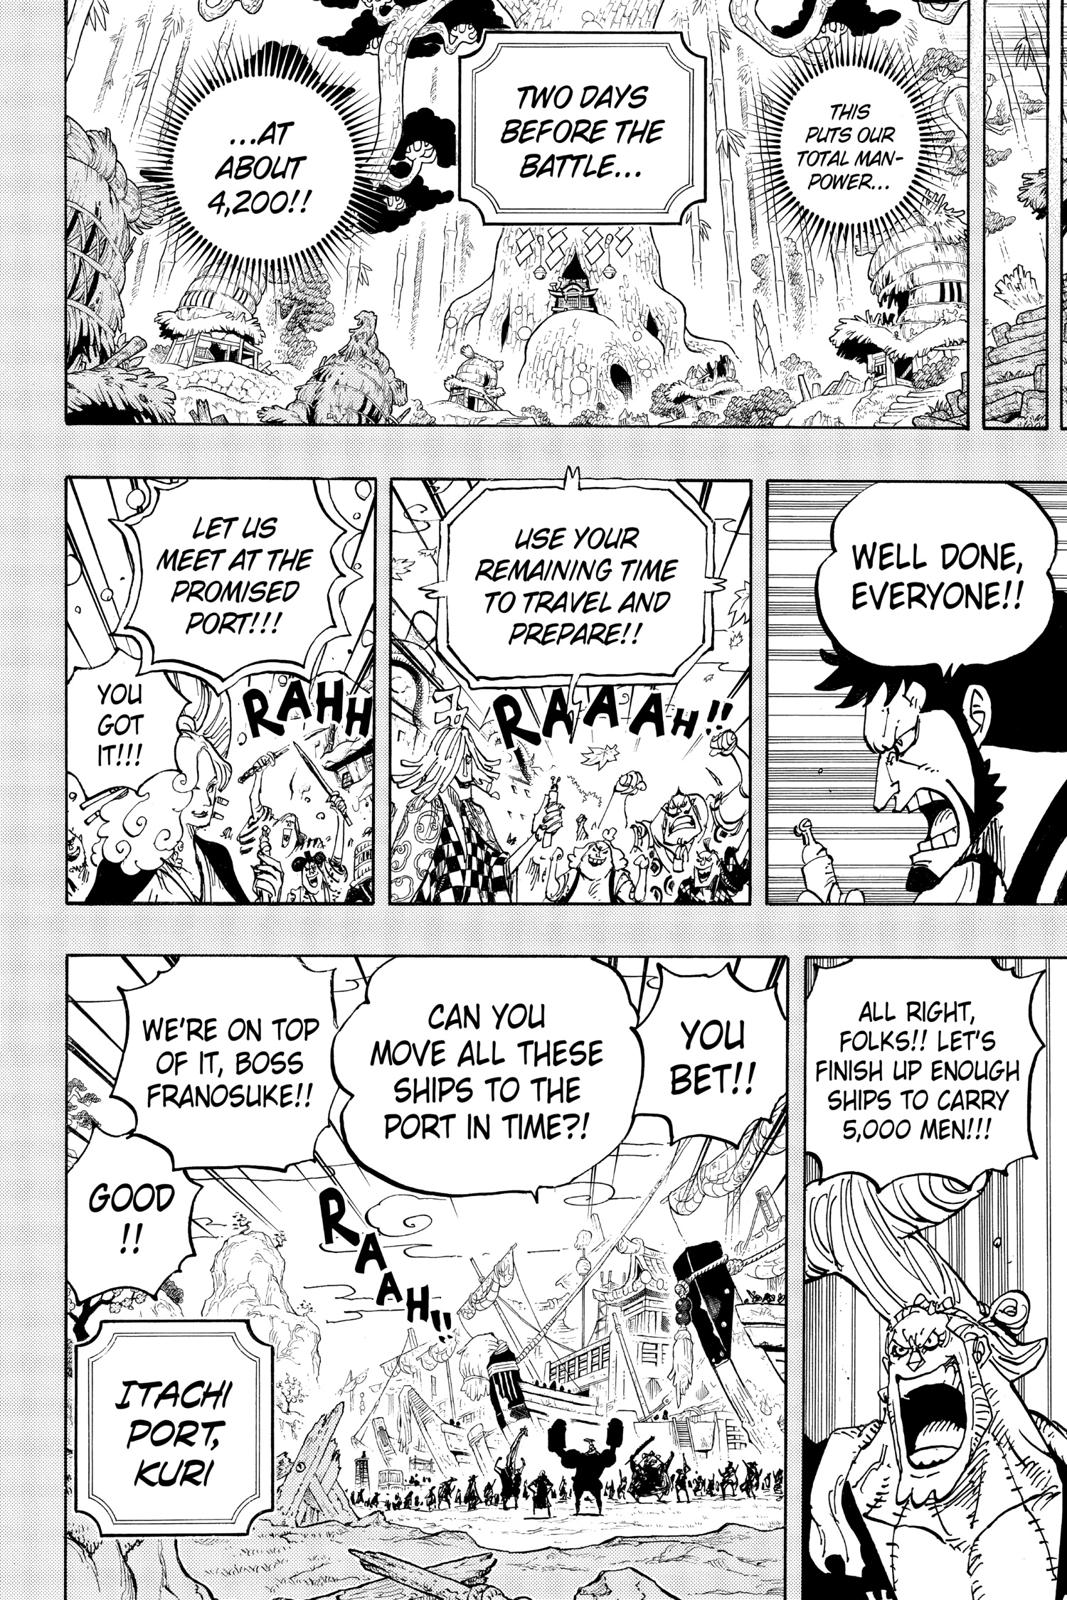 THIS
PUTS OUR
TOTAL MAN-
POWER...
TWO DAYS
BEFORE THE
BATTLE...
...AT
ABOUT
4,200!!
WELL DONE,
EVERYONE!!
USE YOUR
REMAINING TIME
TO TRAVEL AND
PREPARE!!
RAAAAH!!
LET US
MEET AT THE
PROMISED
PORT!!!
RAHH
YOU
GOT
IT!!!
ALL RIGHT,
FOLKS!! LET'S
FINISH UP ENOUGH
SHIPS TO CARRY
5,000 MEN!!!
YOU
BET!!
CAN YOU
MOVE ALL THESE
SHIPS TO THE
PORT IN TIME?!
WE'RE ON TOP
OF IT, BOSS
FRANOSUKE!!
GOOD
!!
RAAH!!
ITACHI
PORT,
KURI